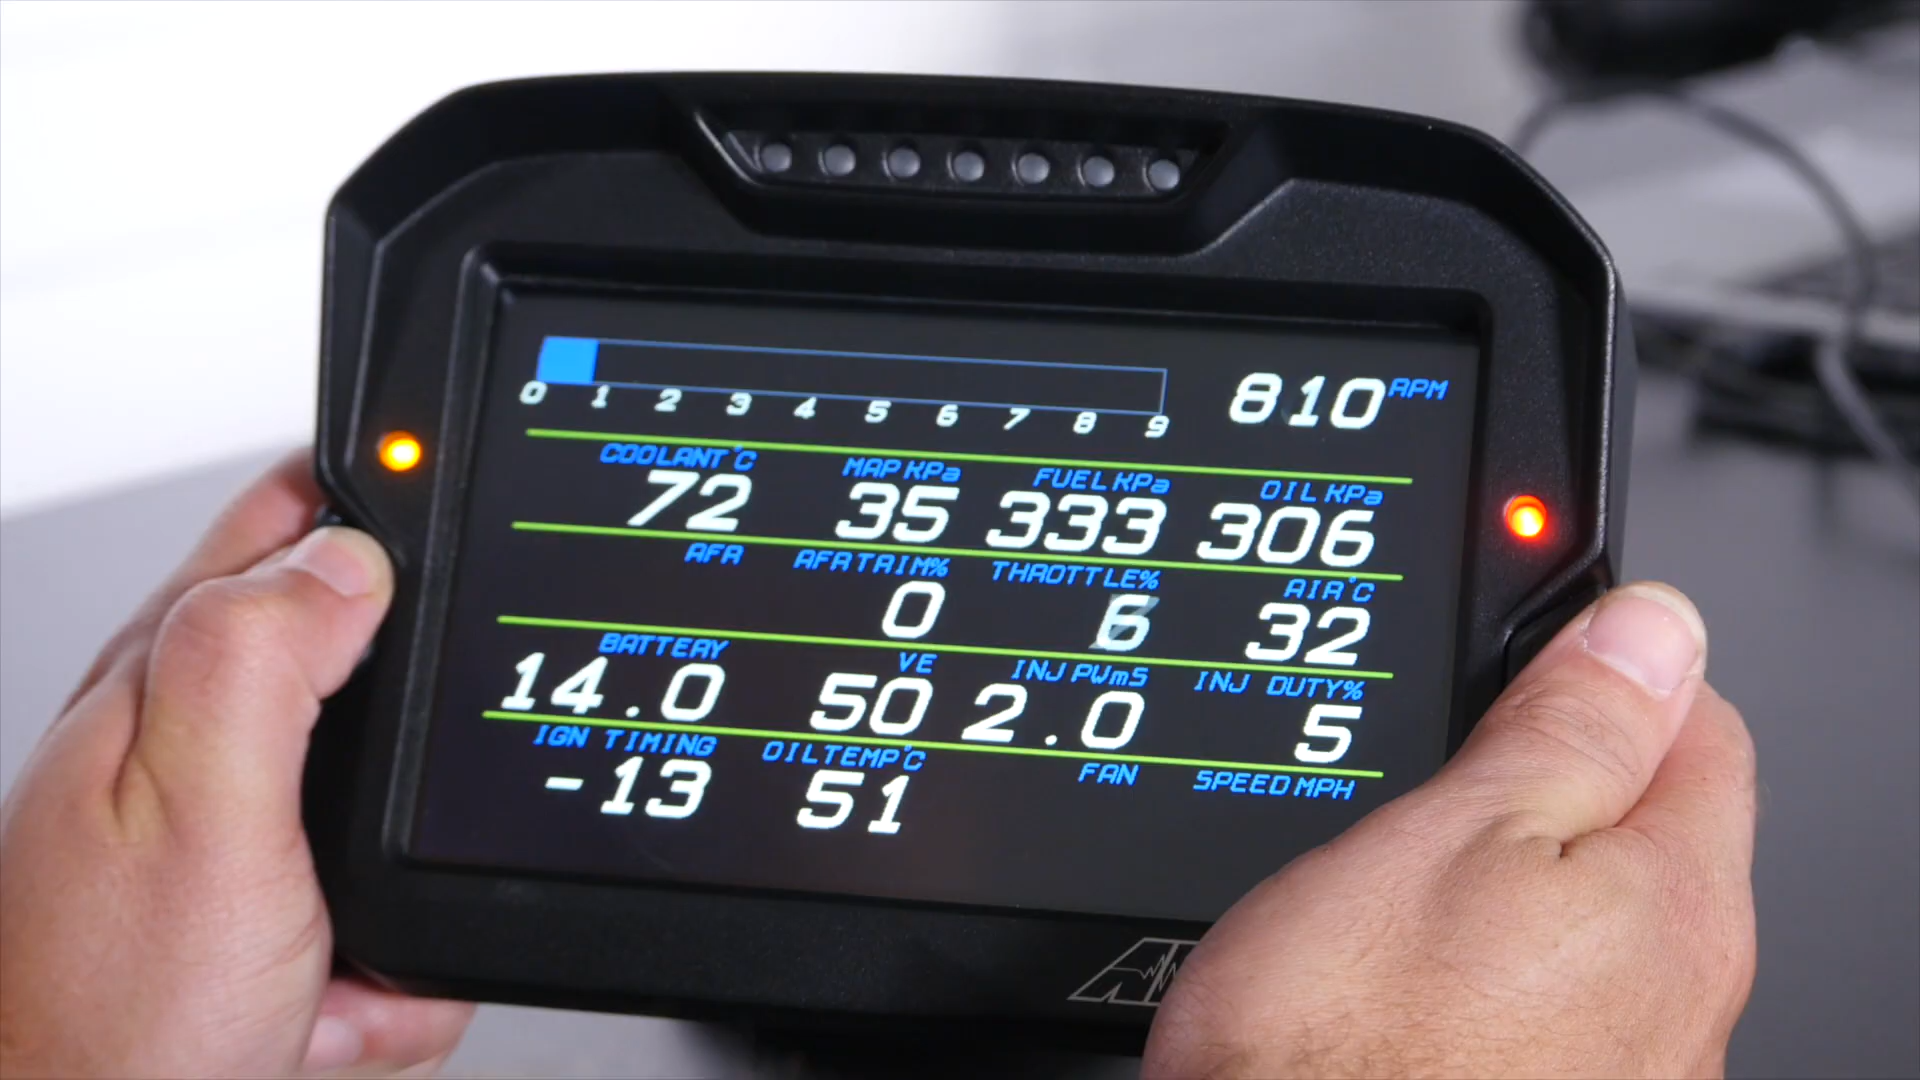 810 RPM
0 1 2 3 4 5 6 7 8 9
COOLANT°C MAP KPa FUEL KPa OIL KPa
72 35 333 306
AFR AFR TRIM% THROTTLE% AIR°C
0 6 32
BATTERY VE INJ PWmS INJ DUTY%
14.0 50 2.0 5
IGN TIMING OIL TEMP°C FAN SPEED MPH
-13 51